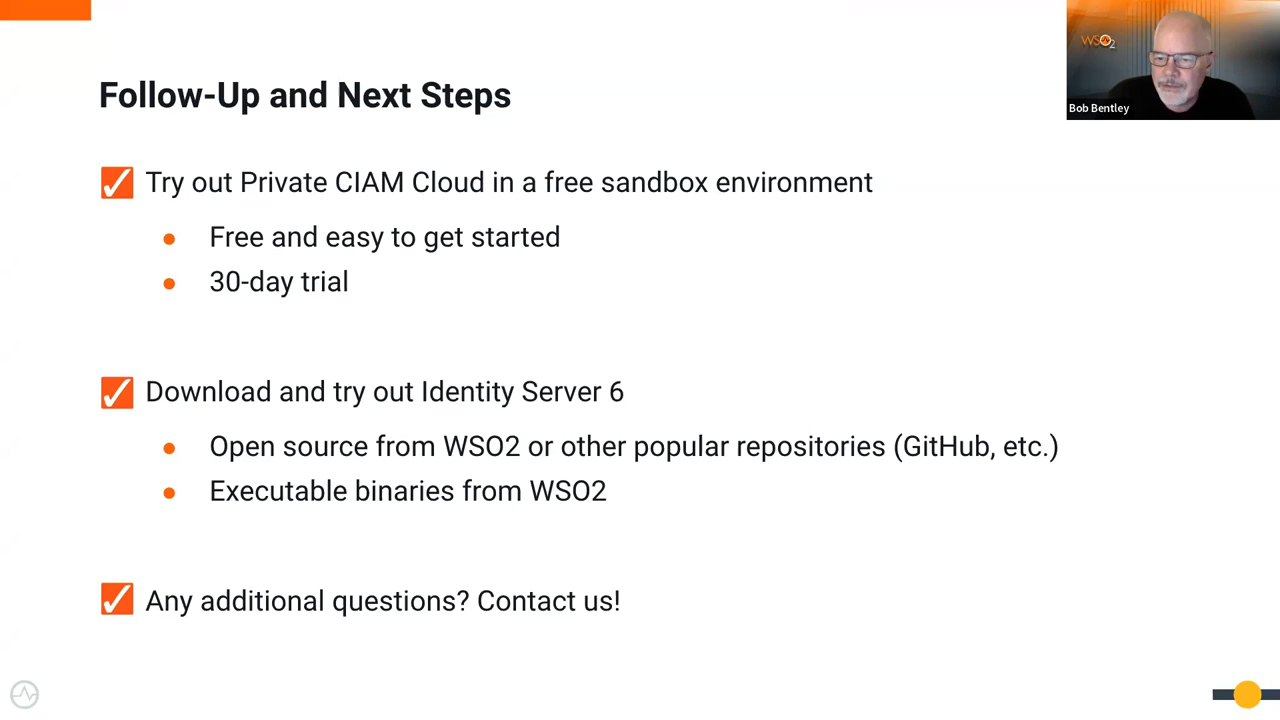 WSO2
Bob Bentley
Follow-Up and Next Steps
Try out Private CIAM Cloud in a free sandbox environment
Free and easy to get started
30-day trial
Download and try out Identity Server 6
Open source from WSO2 or other popular repositories (GitHub, etc.)
Executable binaries from WSO2
Any additional questions? Contact us!